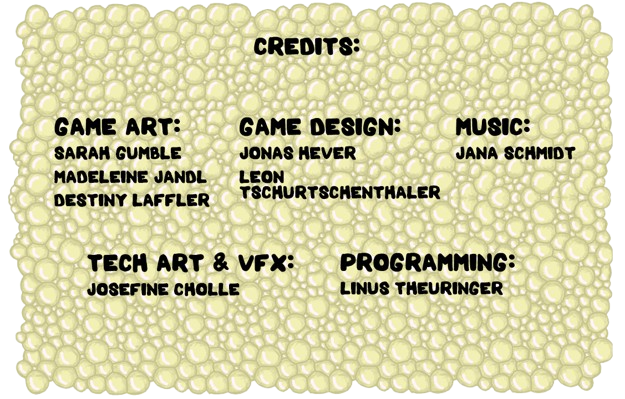 CREDITS:
GAME ART:
SARAH GUMBLE
MADELEINE JANDL
DESTINY LAFFLER
GAME DESIGN:
JONAS HEVER
LEON
TSCHURTSCHENTHALER
MUSIC:
JANA SCHMIDT
TECH ART & VFX:
JOSEFINE CHOLLE
PROGRAMMING:
LINUS THEURINGER